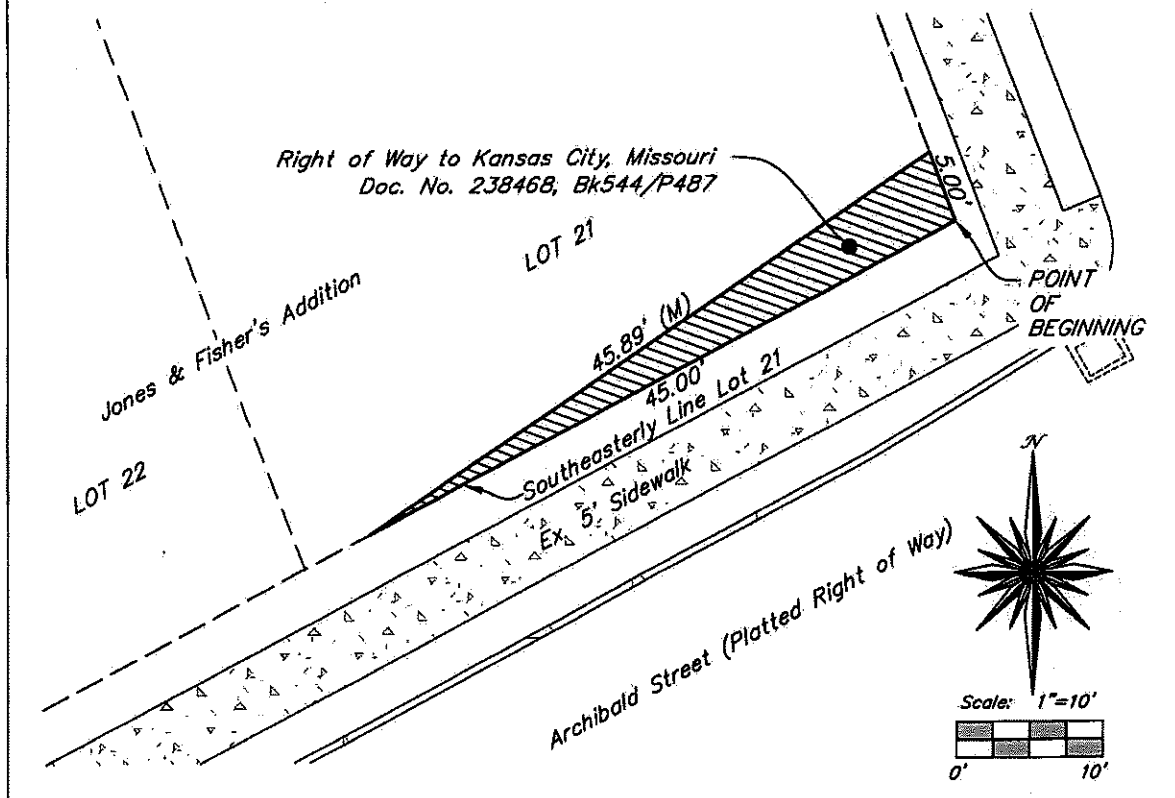 Right of Way to Kansas City, Missouri
Doc. No. 238468, Bk544/P487
LOT 21
5.00'
Jones & Fisher's Addition
45.89' (M)
45.00'
POINT
OF
BEGINNING
LOT 22
Southeasterly Line Lot 21
Ex. 5' Sidewalk
Archibald Street (Platted Right of Way)
N
Scale: 1"=10'
0' 10'